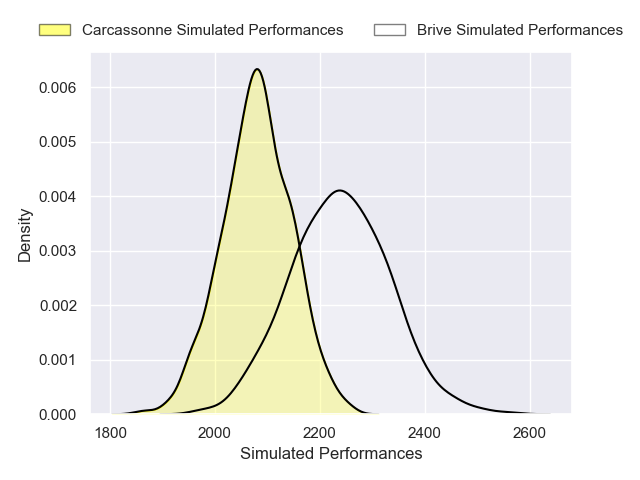 Carcassonne Simulated Performances Brive Simulated Performances
0.006
0.005
0.004
0.003
0.002
0.001
0.000
Density
1800 2000 2200 2400 2600
Simulated Performances